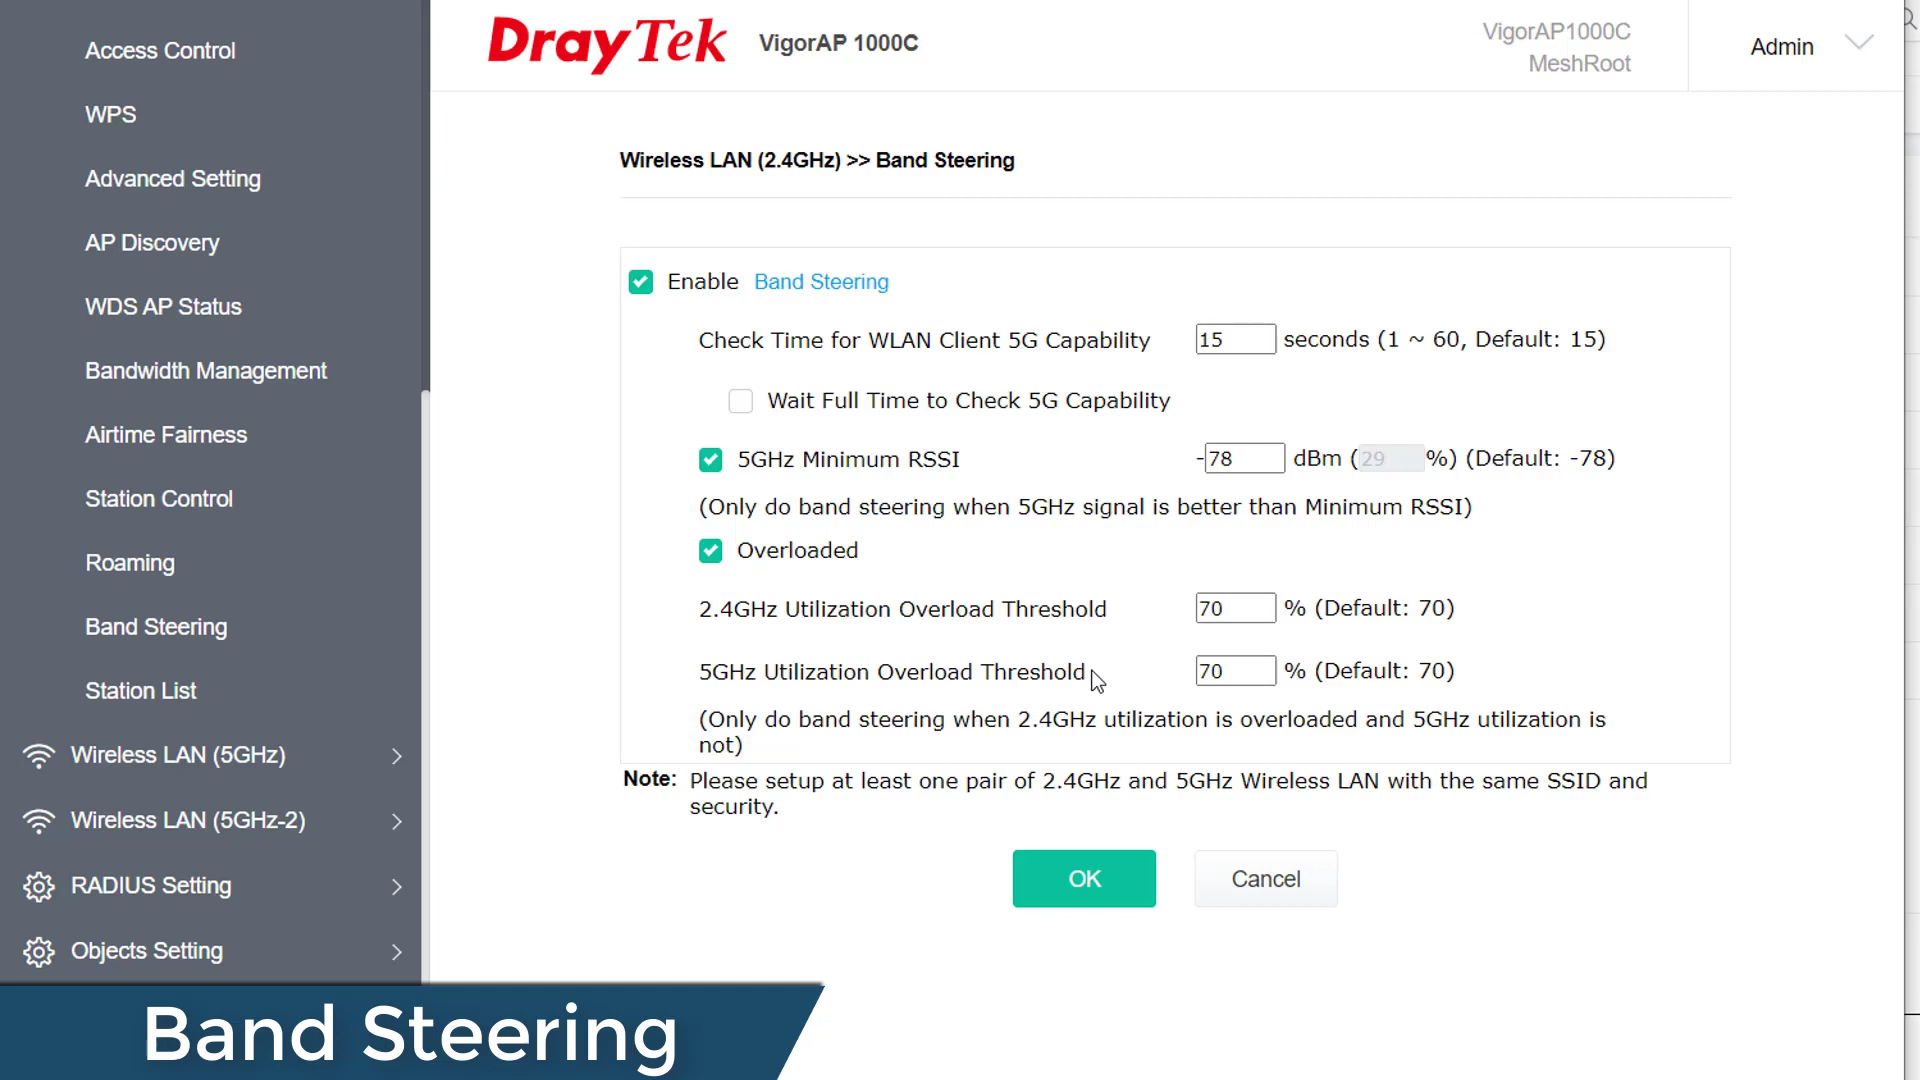 Access Control
WPS
Advanced Setting
AP Discovery
WDS AP Status
Bandwidth Management
Airtime Fairness
Station Control
Roaming
Band Steering
Station List
Wireless LAN (5GHz)
Wireless LAN (5GHz-2)
RADIUS Setting
Objects Setting
DrayTek VigorAP 1000C
VigorAP1000C
MeshRoot
Admin
Wireless LAN (2.4GHz) >> Band Steering
Enable Band Steering
Check Time for WLAN Client 5G Capability 15 seconds (1 ~ 60, Default: 15)
Wait Full Time to Check 5G Capability
5GHz Minimum RSSI -78 dBm (29 %) (Default: -78)
(Only do band steering when 5GHz signal is better than Minimum RSSI)
Overloaded
2.4GHz Utilization Overload Threshold 70 % (Default: 70)
5GHz Utilization Overload Threshold 70 % (Default: 70)
(Only do band steering when 2.4GHz utilization is overloaded and 5GHz utilization is
not)
Note: Please setup at least one pair of 2.4GHz and 5GHz Wireless LAN with the same SSID and
security.
OK Cancel
Band Steering